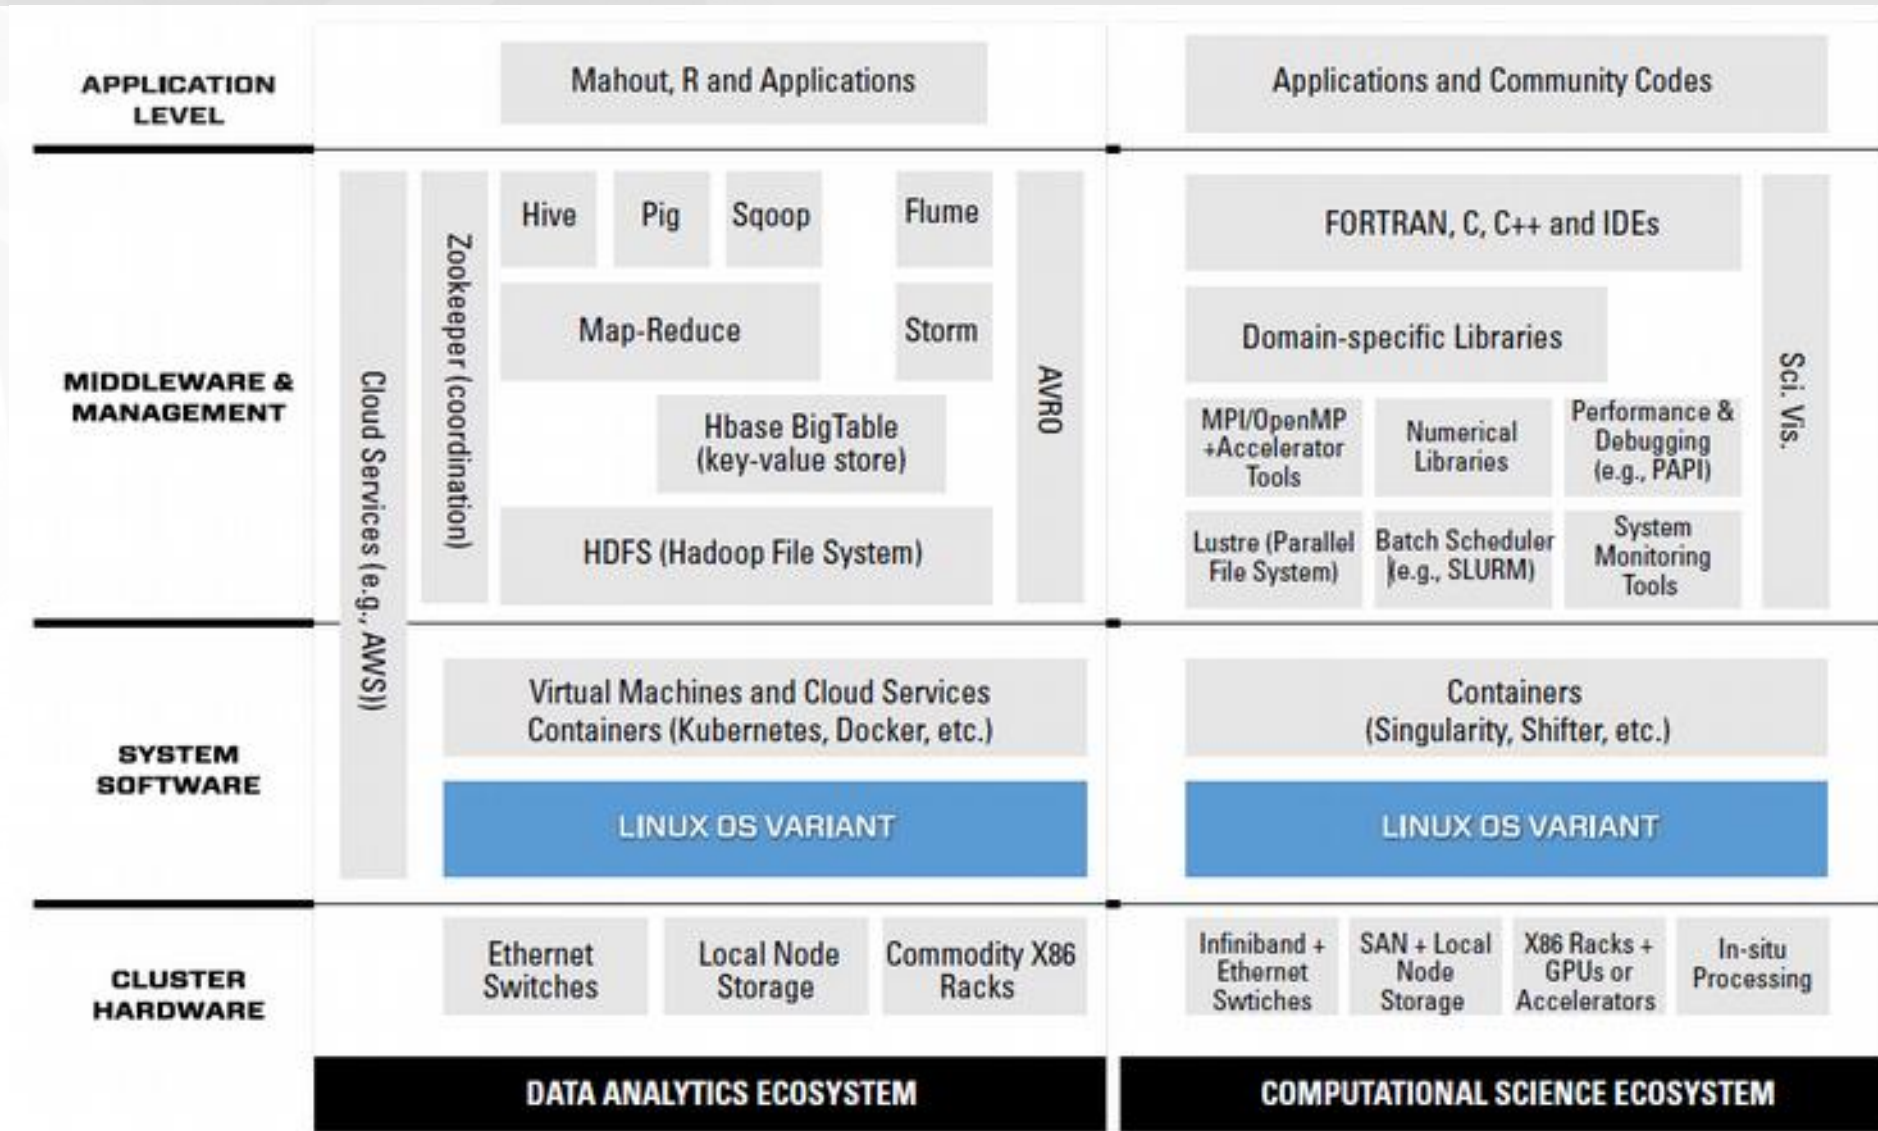 APPLICATION
LEVEL
Mahout, R and Applications
Applications and Community Codes
MIDDLEWARE &
MANAGEMENT
Cloud Services (e.g., AWS))
Zookeeper (coordination)
Hive
Pig
Sqoop
Flume
Map-Reduce
Storm
Hbase BigTable
(key-value store)
HDFS (Hadoop File System)
AVRO
FORTRAN, C, C++ and IDEs
Domain-specific Libraries
MPI/OpenMP
+Accelerator
Tools
Numerical
Libraries
Performance &
Debugging
(e.g., PAPI)
Lustre (Parallel
File System)
Batch Scheduler
(e.g., SLURM)
System
Monitoring
Tools
Sci. Vis.
SYSTEM
SOFTWARE
Virtual Machines and Cloud Services
Containers (Kubernetes, Docker, etc.)
LINUX OS VARIANT
Containers
(Singularity, Shifter, etc.)
LINUX OS VARIANT
CLUSTER
HARDWARE
Ethernet
Switches
Local Node
Storage
Commodity X86
Racks
Infiniband +
Ethernet
Swtiches
SAN + Local
Node
Storage
X86 Racks +
GPUs or
Accelerators
In-situ
Processing
DATA ANALYTICS ECOSYSTEM
COMPUTATIONAL SCIENCE ECOSYSTEM